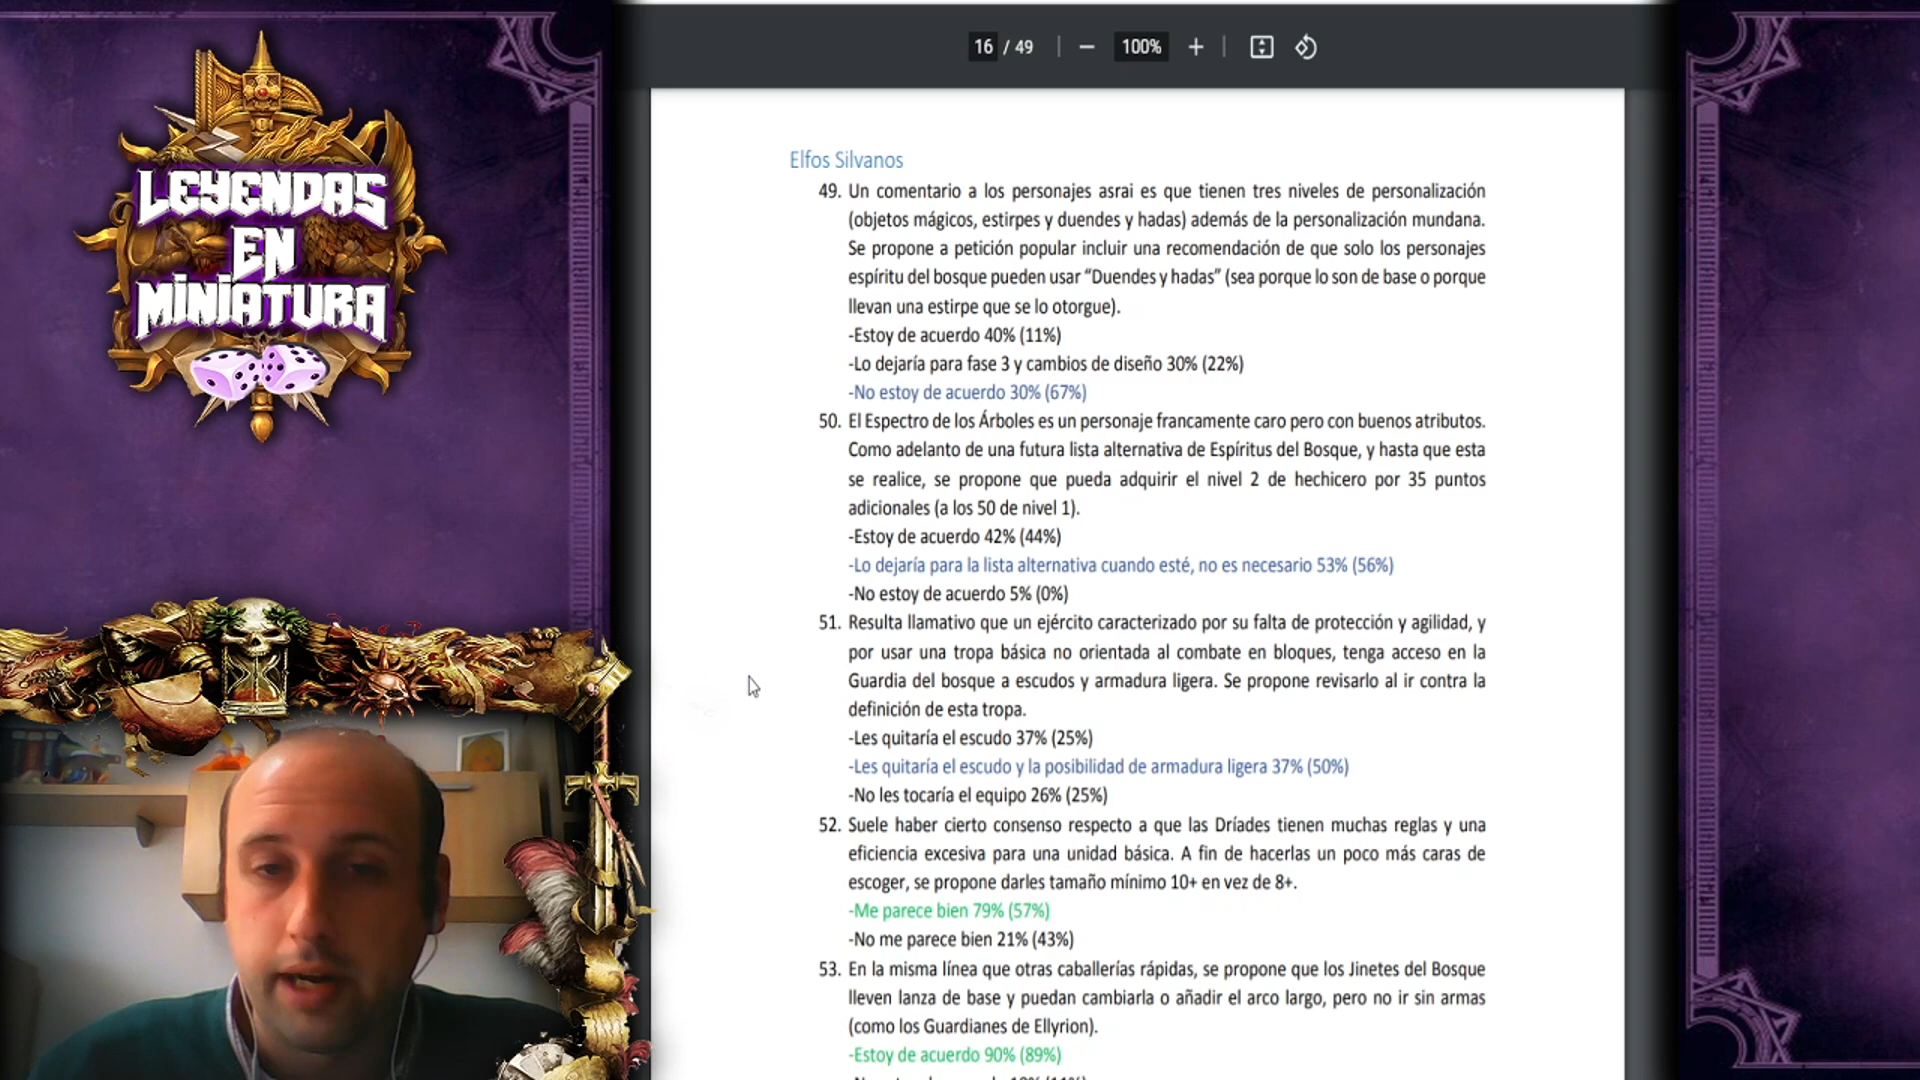 LEYENDAS
EN
MINIATURA
16 / 49
100%
Elfos Silvanos
49. Un comentario a los personajes asrai es que tienen tres niveles de personalización
(objetos mágicos, estirpes y duendes y hadas) además de la personalización mundana.
Se propone a petición popular incluir una recomendación de que solo los personajes
espíritu del bosque pueden usar “Duendes y hadas” (sea porque lo son de base o porque
llevan una estirpe que se lo otorgue).
-Estoy de acuerdo 40% (11%)
-Lo dejaría para fase 3 y cambios de diseño 30% (22%)
-No estoy de acuerdo 30% (67%)
50. El Espectro de los Árboles es un personaje francamente caro pero con buenos atributos.
Como adelanto de una futura lista alternativa de Espíritus del Bosque, y hasta que esta
se realice, se propone que pueda adquirir el nivel 2 de hechicero por 35 puntos
adicionales (a los 50 de nivel 1).
-Estoy de acuerdo 42% (44%)
-Lo dejaría para la lista alternativa cuando esté, no es necesario 53% (56%)
-No estoy de acuerdo 5% (0%)
51. Resulta llamativo que un ejército caracterizado por su falta de protección y agilidad, y
por usar una tropa básica no orientada al combate en bloques, tenga acceso en la
Guardia del bosque a escudos y armadura ligera. Se propone revisarlo al ir contra la
definición de esta tropa.
-Les quitaría el escudo 37% (25%)
-Les quitaría el escudo y la posibilidad de armadura ligera 37% (50%)
-No les tocaría el equipo 26% (25%)
52. Suele haber cierto consenso respecto a que las Dríades tienen muchas reglas y una
eficiencia excesiva para una unidad básica. A fin de hacerlas un poco más caras de
escoger, se propone darles tamaño mínimo 10+ en vez de 8+.
-Me parece bien 79% (57%)
-No me parece bien 21% (43%)
53. En la misma línea que otras caballerías rápidas, se propone que los Jinetes del Bosque
lleven lanza de base y puedan cambiarla o añadir el arco largo, pero no ir sin armas
(como los Guardianes de Ellyrion).
-Estoy de acuerdo 90% (89%)